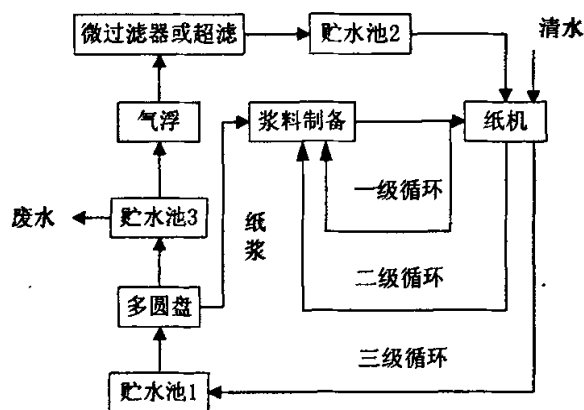 微过滤器或超滤
贮水池2
清水
气浮
浆料制备
纸机
一级循环
废水
贮水池3
纸
浆
二级循环
多圆盘
三级循环
贮水池1